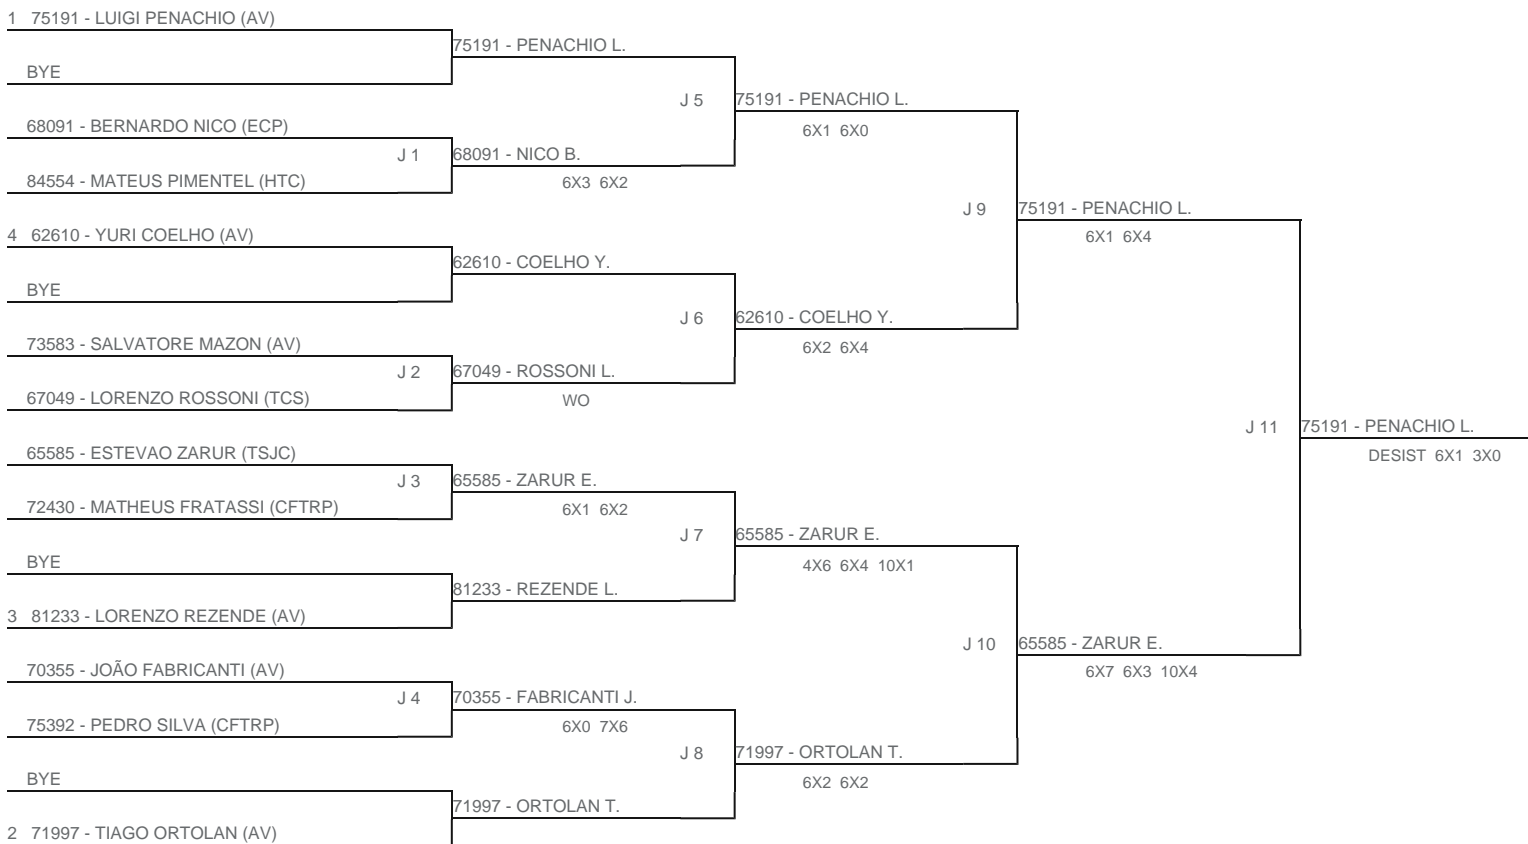 1 75191 - LUIGI PENACHIO (AV)
75191 - PENACHIO L.
BYE
J 5
75191 - PENACHIO L.
6X1 6X0
68091 - BERNARDO NICO (ECP)
J 1
68091 - NICO B.
6X3 6X2
84554 - MATEUS PIMENTEL (HTC)
J 9
75191 - PENACHIO L.
6X1 6X4
4 62610 - YURI COELHO (AV)
62610 - COELHO Y.
BYE
J 6
62610 - COELHO Y.
6X2 6X4
73583 - SALVATORE MAZON (AV)
J 2
67049 - ROSSONI L.
WO
67049 - LORENZO ROSSONI (TCS)
J 11
75191 - PENACHIO L.
DESIST 6X1 3X0
65585 - ESTEVAO ZARUR (TSJC)
J 3
65585 - ZARUR E.
6X1 6X2
72430 - MATHEUS FRATASSI (CFTRP)
J 7
65585 - ZARUR E.
4X6 6X4 10X1
BYE
81233 - REZENDE L.
3 81233 - LORENZO REZENDE (AV)
J 10
65585 - ZARUR E.
6X7 6X3 10X4
70355 - JOÃO FABRICANTI (AV)
J 4
70355 - FABRICANTI J.
6X0 7X6
75392 - PEDRO SILVA (CFTRP)
J 8
71997 - ORTOLAN T.
6X2 6X2
BYE
71997 - ORTOLAN T.
2 71997 - TIAGO ORTOLAN (AV)